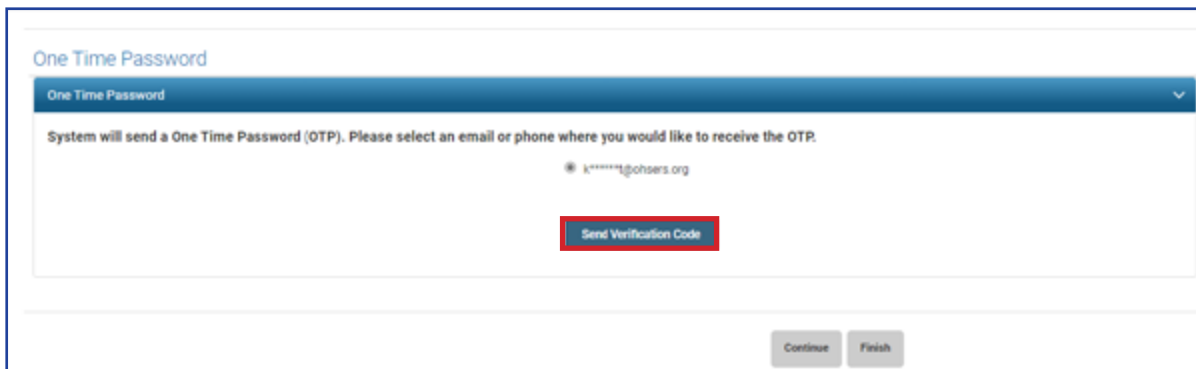 One Time Password
One Time Password
System will send a One Time Password (OTP). Please select an email or phone where you would like to receive the OTP.
k******t@ohsers.org
Send Verification Code
Continue Finish